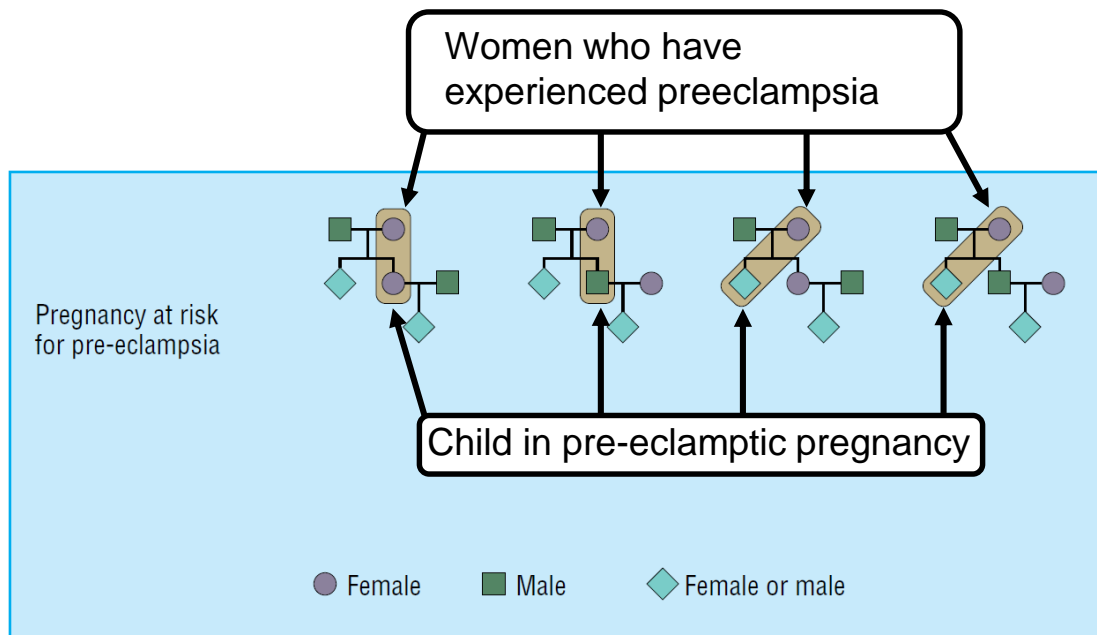 Women who have
experienced preeclampsia
Pregnancy at risk
for pre-eclampsia
Child in pre-eclamptic pregnancy
Female
Male
Female or male